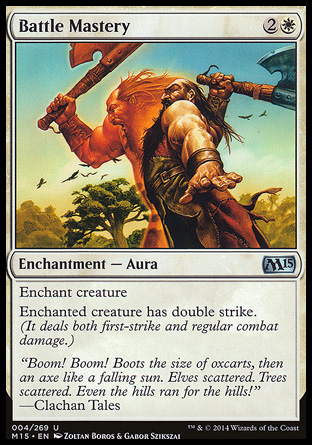 Battle Mastery 2
Enchantment — Aura M15
Enchant creature
Enchanted creature has double strike.
(It deals both first-strike and regular combat
damage.)
“Boom! Boom! Boots the size of oxcarts, then
an axe like a falling sun. Elves scattered. Trees
scattered. Even the hills ran for the hills!”
—Clachan Tales
004/269 U
M15 • EN Zoltan Boros & Gabor Szikszai ™ & © 2014 Wizards of the Coast